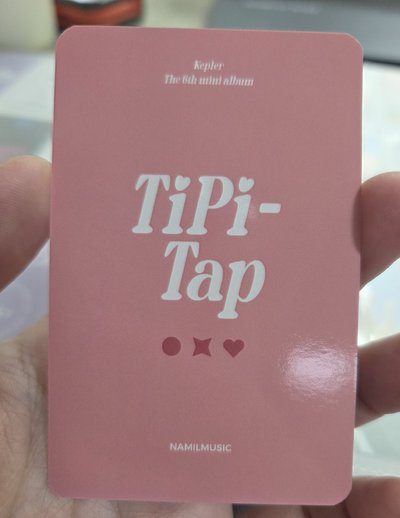 Kep1er
The 6th mini album
TiPi-
Tap
NAMILMUSIC